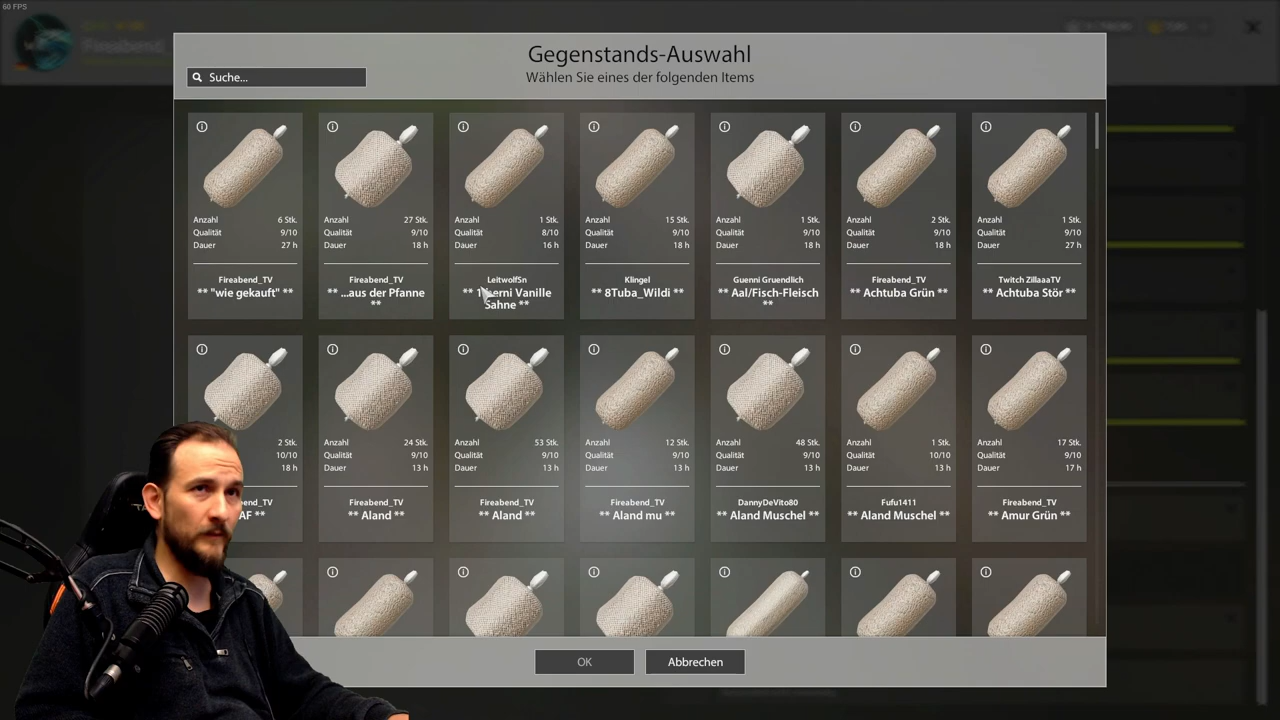 60 FPS
Fireabend
Gegenstands-Auswahl
Wählen Sie eines der folgenden Items
Suche...
Anzahl 6 Stk.
Qualität 9/10
Dauer 27 h
Fireabend_TV
** "wie gekauft" **
Anzahl 27 Stk.
Qualität 9/10
Dauer 18 h
Fireabend_TV
** ...aus der Pfanne
**
Anzahl 1 Stk.
Qualität 8/10
Dauer 16 h
LeitwolfSn
** Vanille
Sahne **
Anzahl 15 Stk.
Qualität 9/10
Dauer 18 h
Klingel
** 8Tuba_Wildi **
Anzahl 1 Stk.
Qualität 9/10
Dauer 18 h
Guenni Gruendlich
** Aal/Fisch-Fleisch
**
Anzahl 2 Stk.
Qualität 9/10
Dauer 18 h
Fireabend_TV
** Achtuba Grün **
Anzahl 1 Stk.
Qualität 9/10
Dauer 27 h
Twitch ZillaaaTV
** Achtuba Stör **
2 Stk.
10/10
18 h
bend_TV
AF **
Anzahl 24 Stk.
Qualität 9/10
Dauer 13 h
Fireabend_TV
** Aland **
Anzahl 53 Stk.
Qualität 9/10
Dauer 13 h
Fireabend_TV
** Aland **
Anzahl 12 Stk.
Qualität 9/10
Dauer 13 h
Fireabend_TV
** Aland mu **
Anzahl 48 Stk.
Qualität 9/10
Dauer 13 h
DannyDeVito80
** Aland Muschel **
Anzahl 1 Stk.
Qualität 10/10
Dauer 13 h
Fufu1411
** Aland Muschel **
Anzahl 17 Stk.
Qualität 9/10
Dauer 17 h
Fireabend_TV
** Amur Grün **
OK
Abbrechen